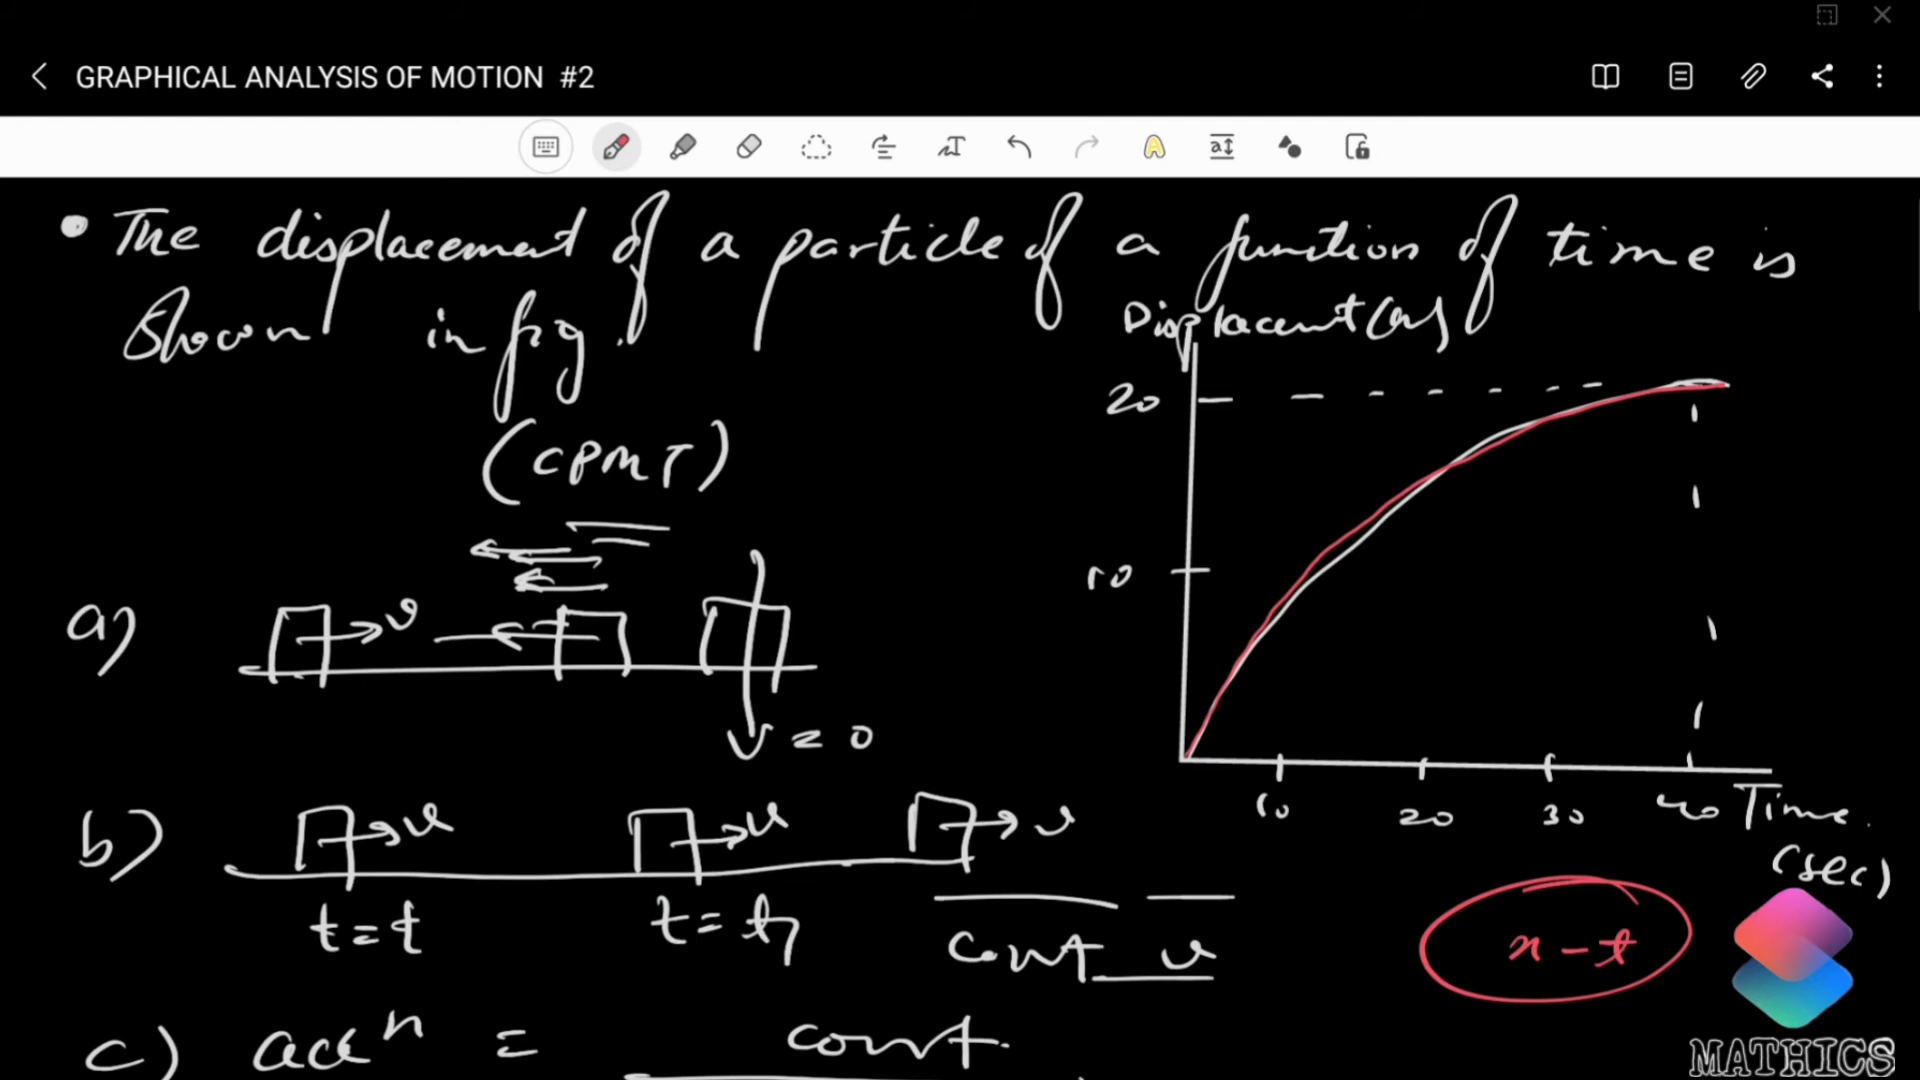 GRAPHICAL ANALYSIS OF MOTION #2
• The displacement of a particle of a function of time is
shown in fig.
Displacent (m)
(CPMT)
20
10
10 20 30 40 Time
(sec)
a) v
V = 0
b) v v v
t = t t = t1
const v
x - t
c) accn = const.
MATHICS